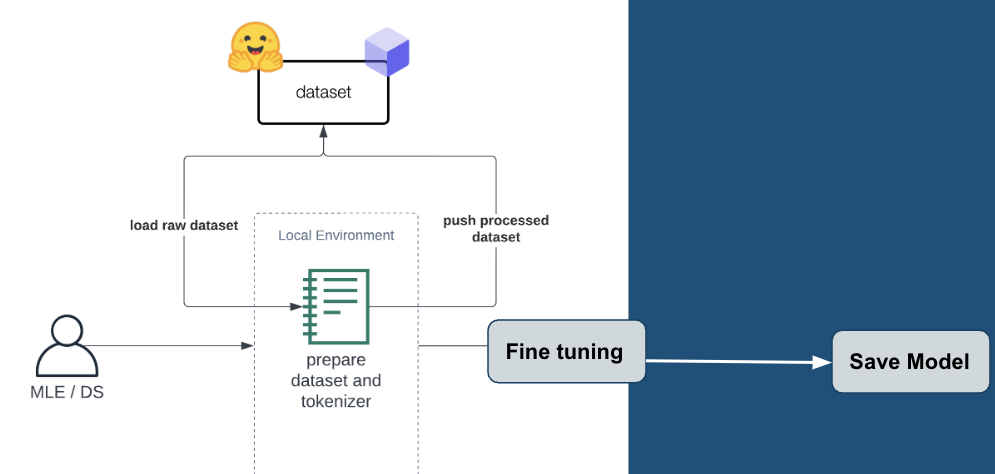 dataset
load raw dataset
push processed
dataset
Local Environment
prepare
dataset and
tokenizer
MLE / DS
Fine tuning
Save Model